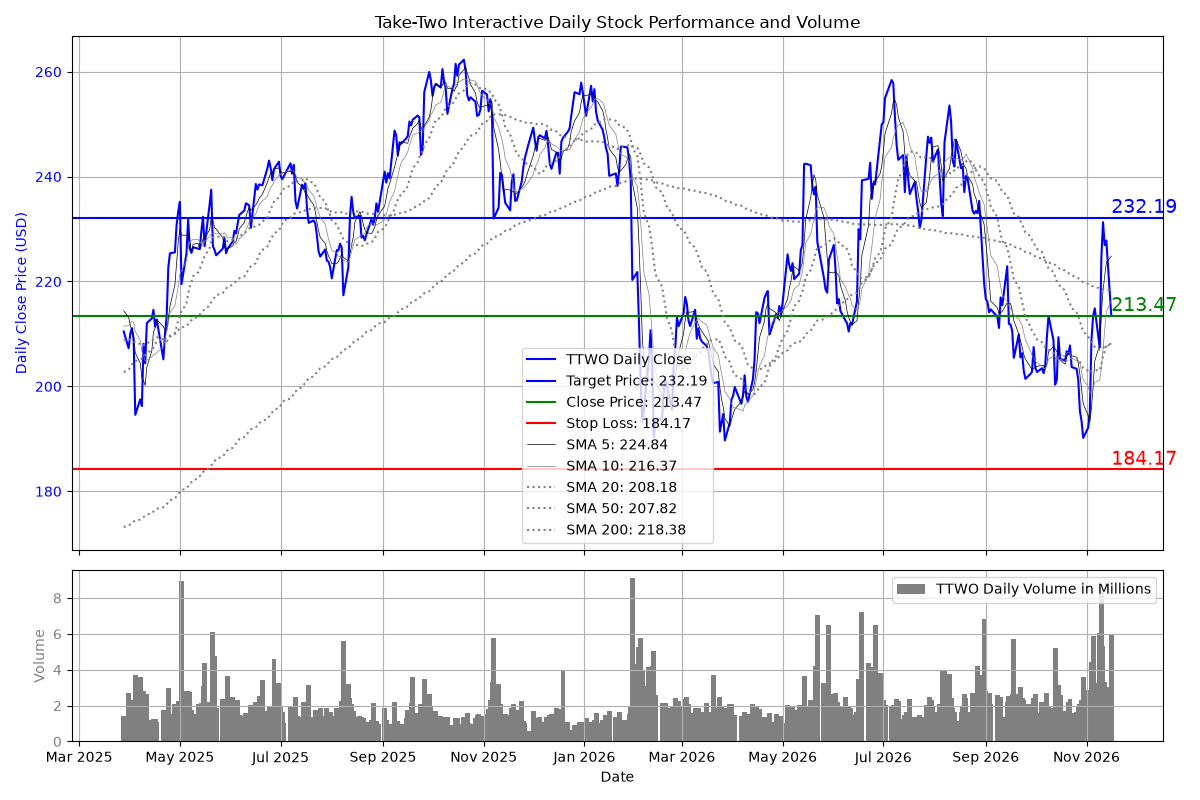 Take-Two Interactive Daily Stock Performance and Volume
Daily Close Price (USD)
260
240
220
200
180
232.19
213.47
184.17
TTWO Daily Close
Target Price: 232.19
Close Price: 213.47
Stop Loss: 184.17
SMA 5: 224.84
SMA 10: 216.37
SMA 20: 208.18
SMA 50: 207.82
SMA 200: 218.38
Volume
8
6
4
2
0
TTWO Daily Volume in Millions
Mar 2025 May 2025 Jul 2025 Sep 2025 Nov 2025 Jan 2026 Mar 2026 May 2026 Jul 2026 Sep 2026 Nov 2026
Date